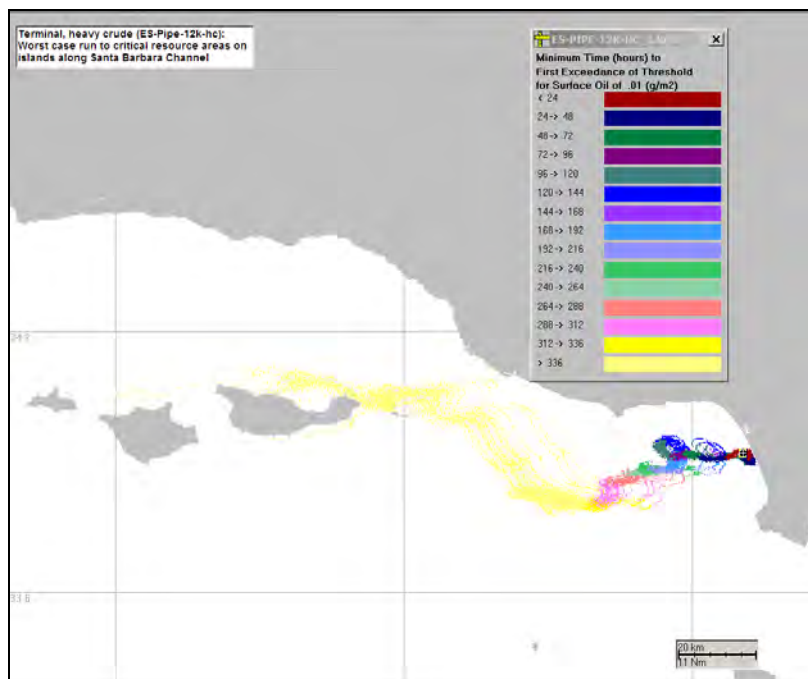 Terminal, heavy crude (ES-Pipe-12k-hc):
Worst case run to critical resource areas on
islands along Santa Barbara Channel
Minimum Time (hours) to
First Exceedance of Threshold
for Surface Oil of .01 (g/m2)
< 24
24-> 48
48-> 72
72-> 96
96-> 120
120-> 144
144-> 168
168-> 192
192-> 216
216-> 240
240-> 264
264-> 288
288-> 312
312-> 336
> 336
20 km
11 Nm